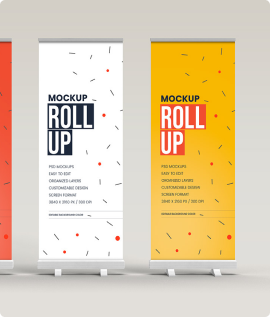 MOCKUP
ROLL
UP
PSD MOCKUPS
EASY TO EDIT
ORGANIZED LAYERS
CUSTOMIZABLE DESIGN
SCREEN FORMAT
MOCKUP
ROLL
UP
PSD MOCKUPS
EASY TO EDIT
ORGANIZED LAYERS
CUSTOMIZABLE DESIGN
SCREEN FORMAT